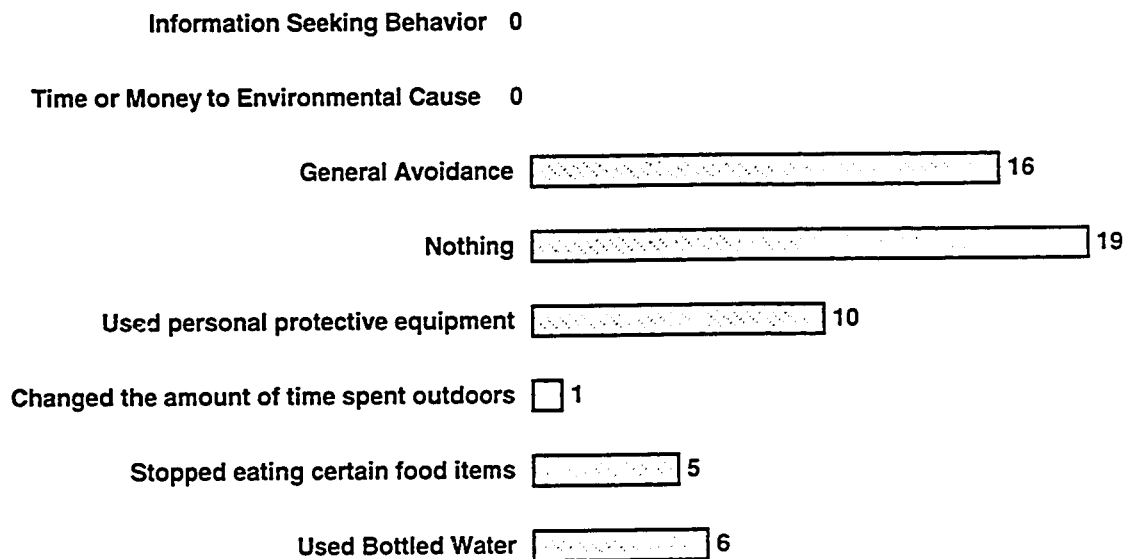 Information Seeking Behavior 0
Time or Money to Environmental Cause 0
General Avoidance 16
Nothing 19
Used personal protective equipment 10
Changed the amount of time spent outdoors 1
Stopped eating certain food items 5
Used Bottled Water 6